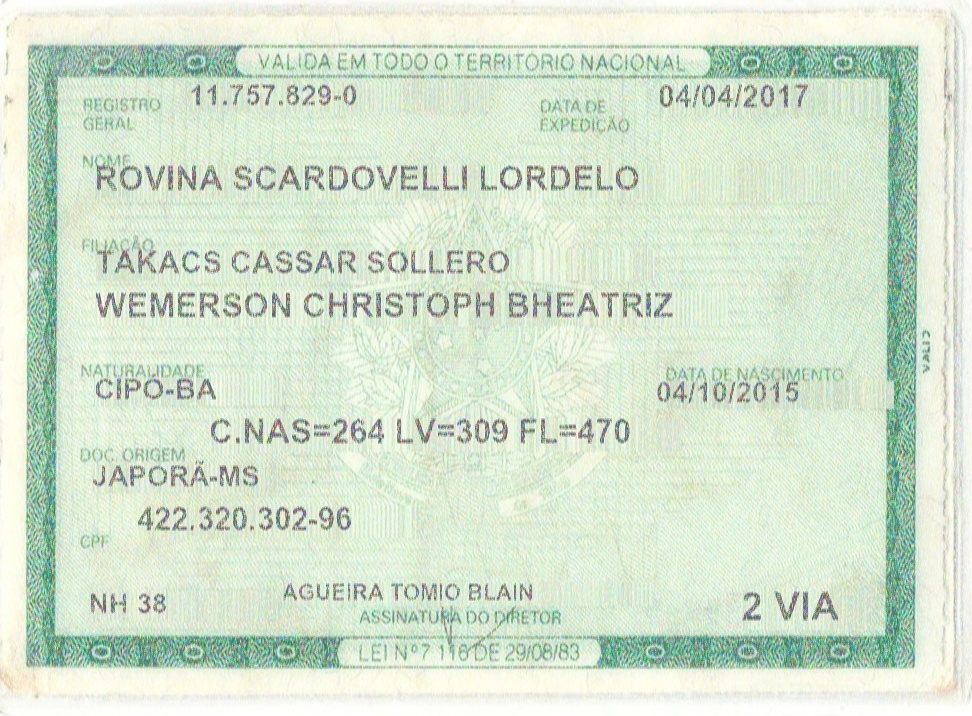 VALIDA EM TODO O TERRITÓRIO NACIONAL
REGISTRO GERAL 11.757.829-0 DATA DE EXPEDIÇÃO 04/04/2017
NOME
ROVINA SCARDOVELLI LORDELO
FILIAÇÃO
TAKACS CASSAR SOLLERO
WEMERSON CHRISTOPH BHEATRIZ
NATURALIDADE DATA DE NASCIMENTO
CIPÓ-BA 04/10/2015
C.NAS=264 LV=309 FL=470
DOC. ORIGEM
JAPORÃ-MS
422.320.302-96
CPF
NH 38 AGUEIRA TOMIO BLAIN 2 VIA
ASSINATURA DO DIRETOR
LEI Nº 7 116 DE 29/08/83